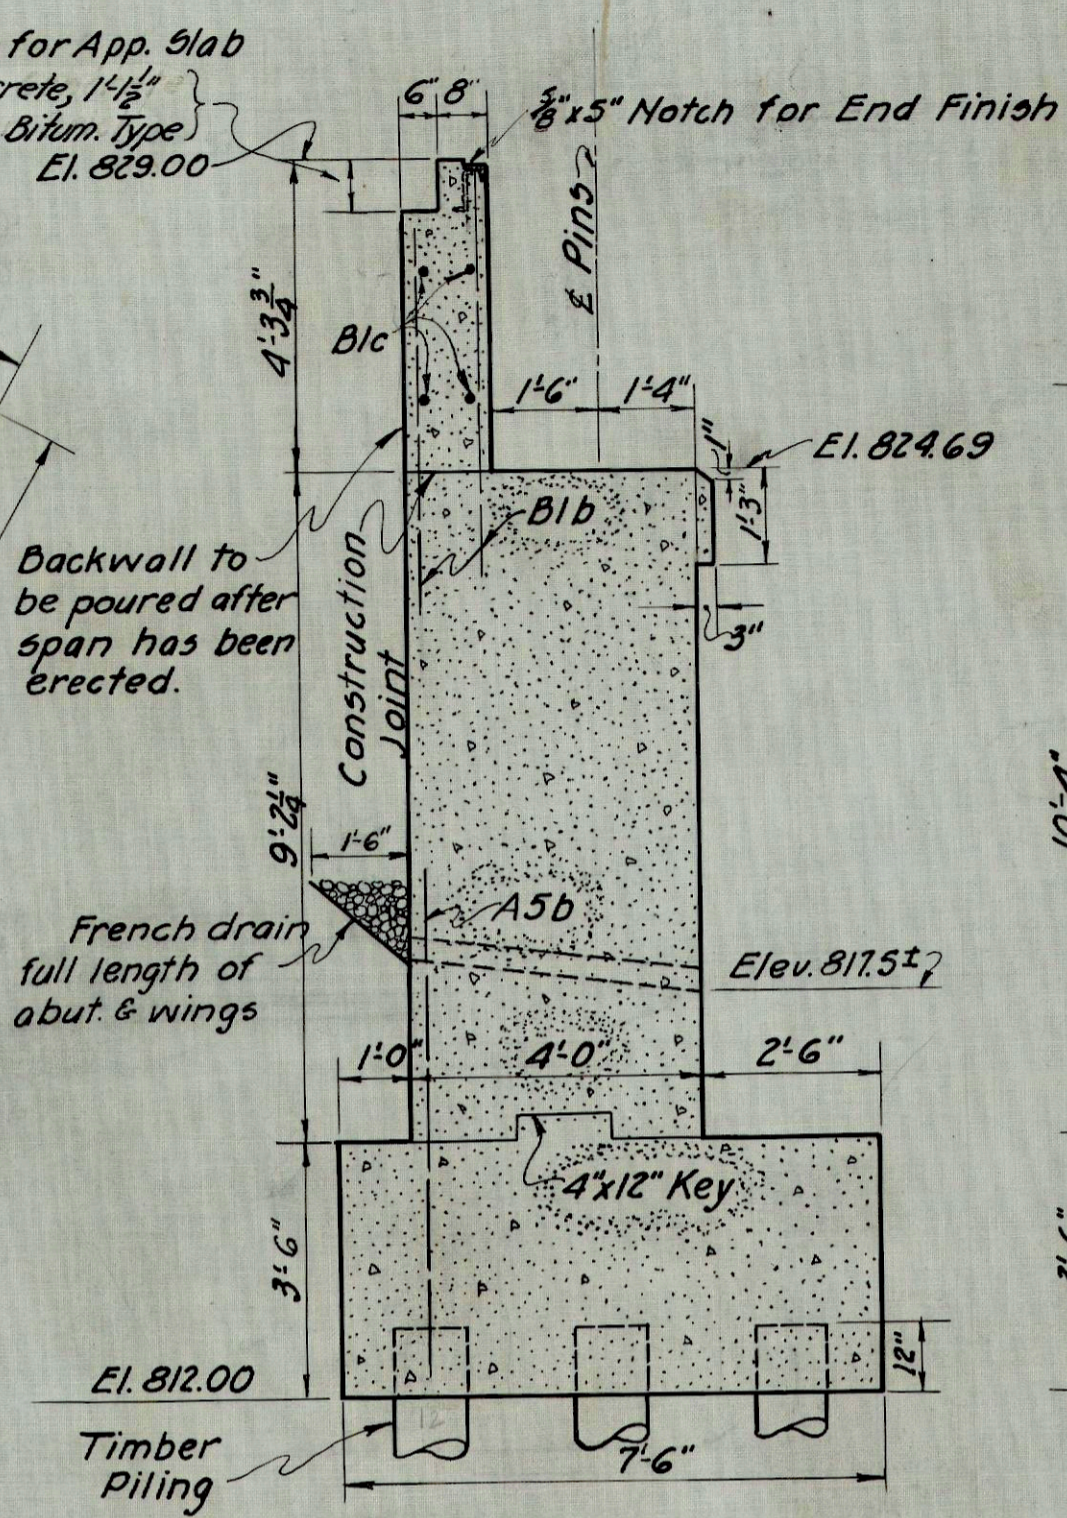 for App. Slab
crete, 1'-1½"
Bitum. Type)
El. 829.00
6" 8"
⅝"x5" Notch for End Finish
℄ Pins
4'-3¾"
B1c
1'-6"
1'-4"
1"
El. 824.69
1'-3"
B1b
Backwall to
be poured after
span has been
erected.
Construction
Joint
3"
9'-2¼"
1'-6"
10'-4"
A5b
French drain
full length of
abut. & wings
Elev. 817.5±
1'-0"
4'-0"
2'-6"
4"x12" Key
3'-6"
12"
El. 812.00
12"
Timber
Piling
7'-6"